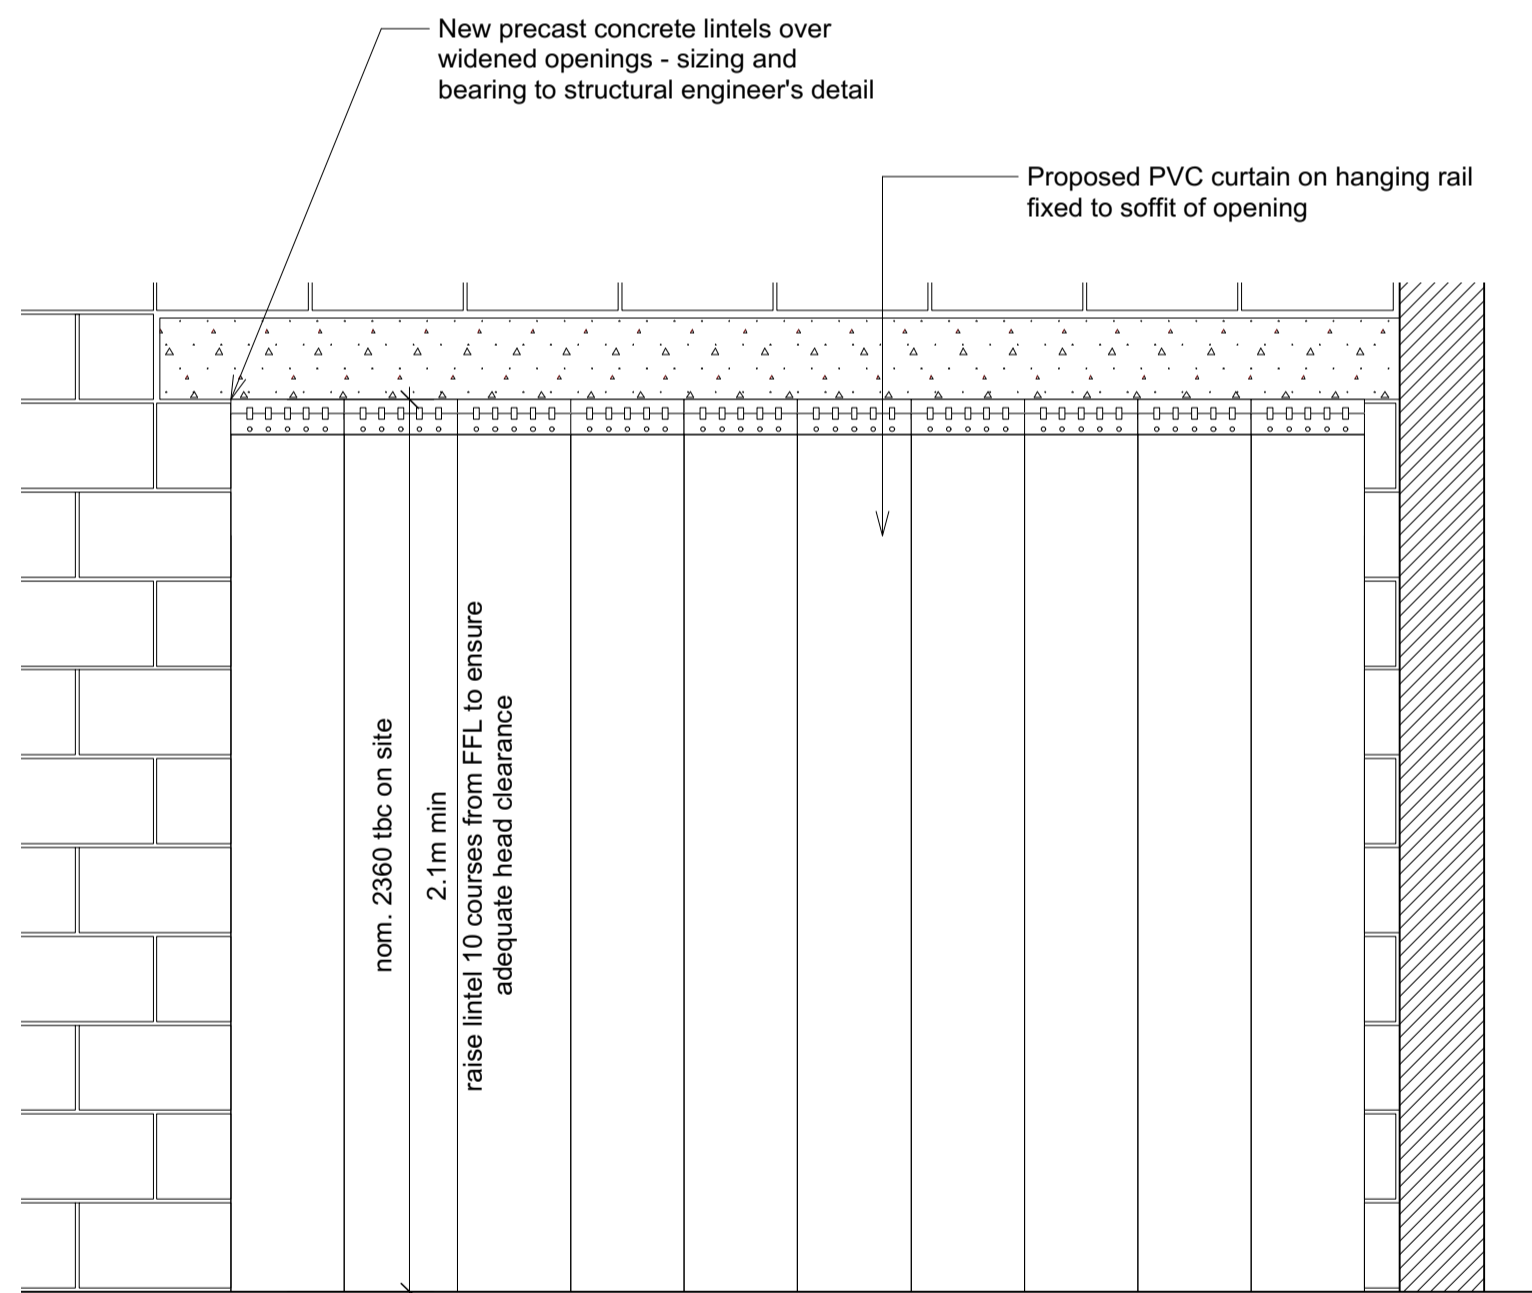 New precast concrete lintels over
widened openings - sizing and
bearing to structural engineer's detail
Proposed PVC curtain on hanging rail
fixed to soffit of opening
nom. 2360 tbc on site
2.1m min
raise lintel 10 courses from FFL to ensure
adequate head clearance